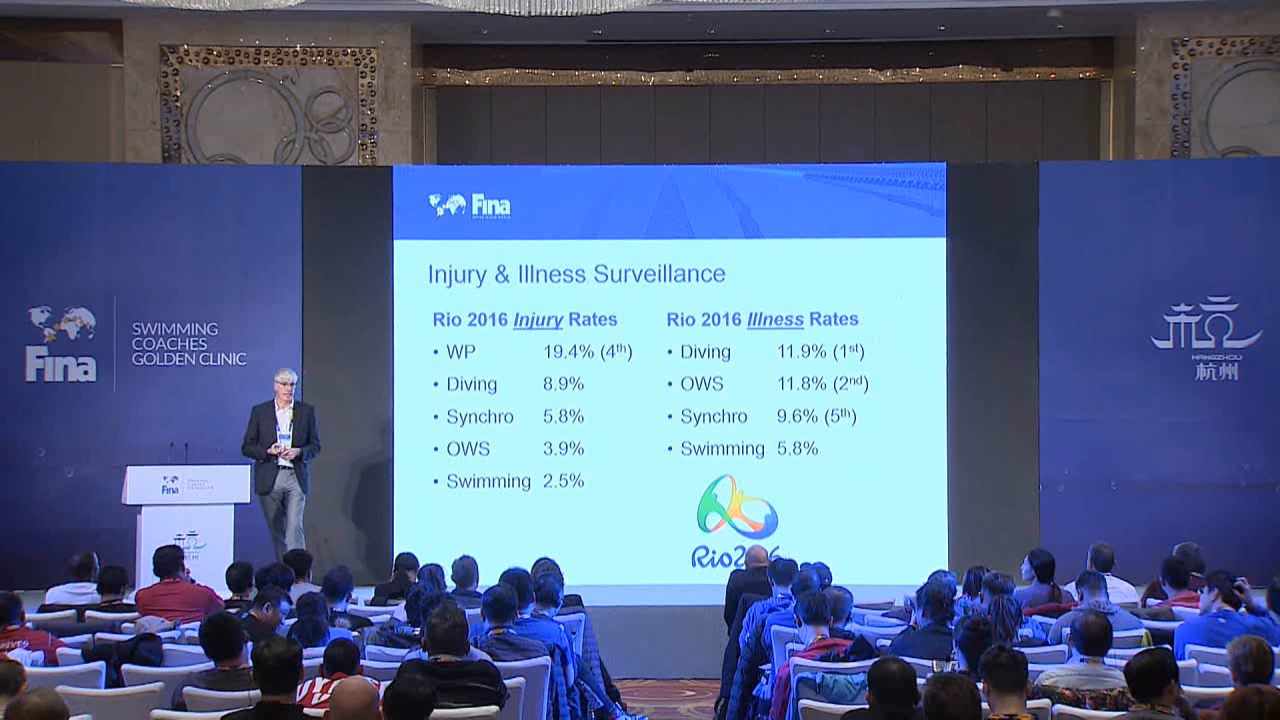 Fina
Injury & Illness Surveillance
Rio 2016 Injury Rates
• WP 19.4% (4th)
• Diving 8.9%
• Synchro 5.8%
• OWS 3.9%
• Swimming 2.5%
Rio 2016 Illness Rates
• Diving 11.9% (1st)
• OWS 11.8% (2nd)
• Synchro 9.6% (5th)
• Swimming 5.8%
Rio2016
Fina
SWIMMING
COACHES
GOLDEN CLINIC
HANGZHOU
杭州
Fina